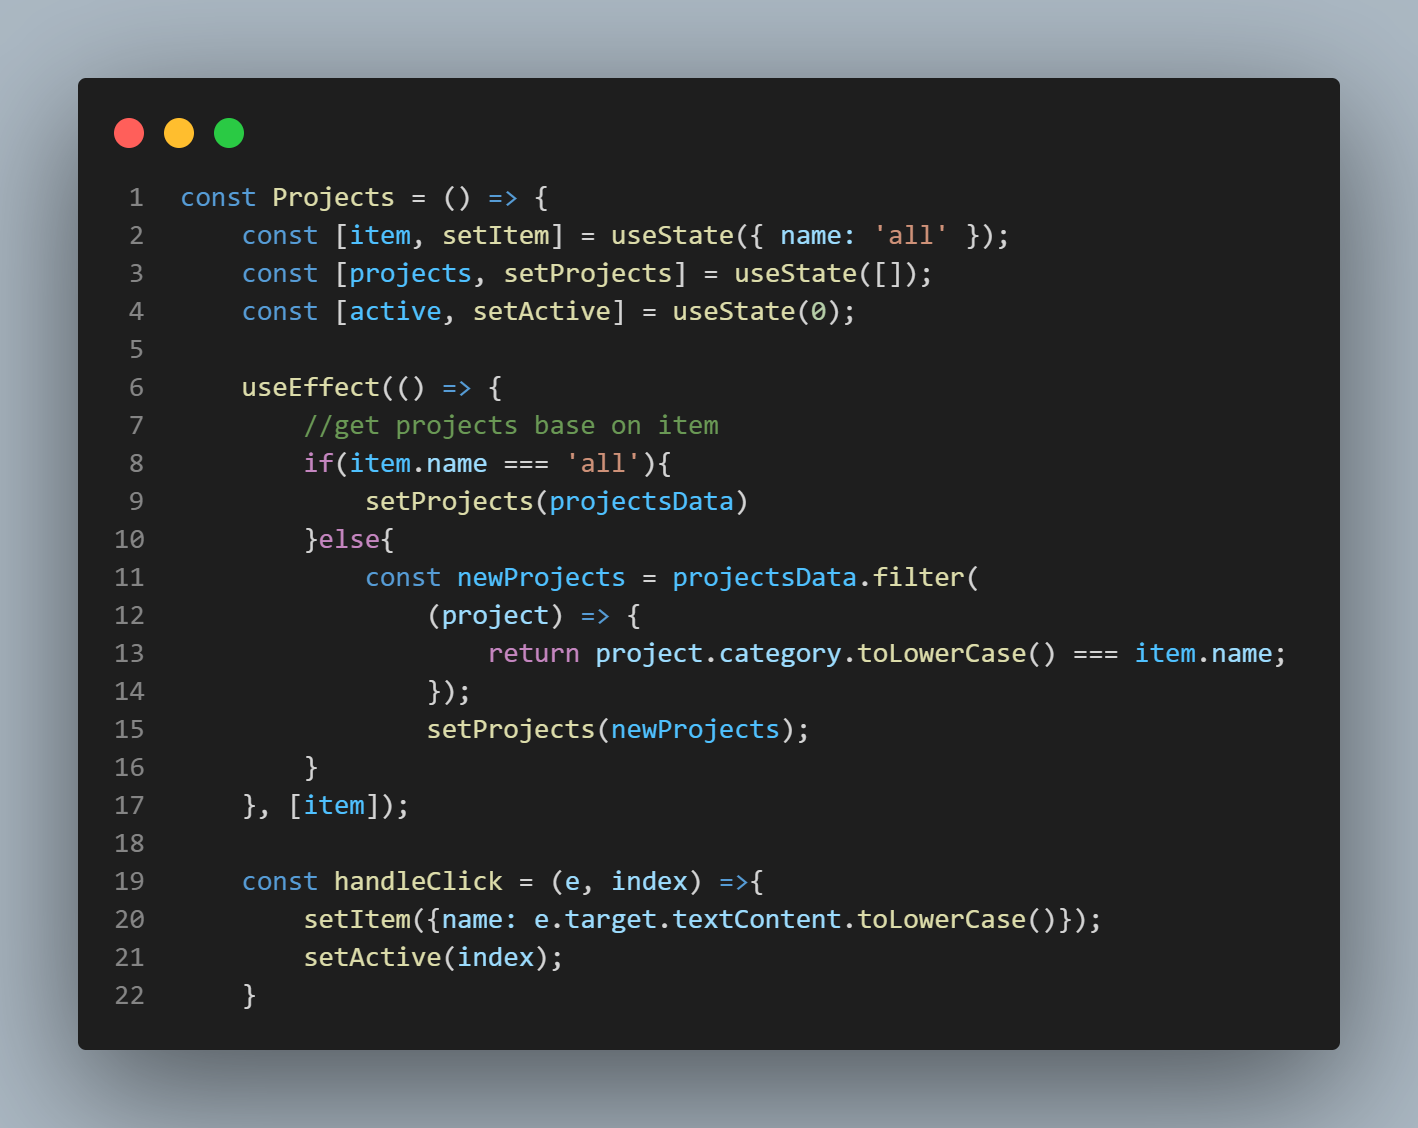 1 const Projects = () => {
2     const [item, setItem] = useState({ name: 'all' });
3     const [projects, setProjects] = useState([]);
4     const [active, setActive] = useState(0);
5
6     useEffect(() => {
7         //get projects base on item
8         if(item.name === 'all'){
9             setProjects(projectsData)
10         }else{
11             const newProjects = projectsData.filter(
12                 (project) => {
13                     return project.category.toLowerCase() === item.name;
14                 });
15                 setProjects(newProjects);
16         }
17     }, [item]);
18
19     const handleClick = (e, index) =>{
20         setItem({name: e.target.textContent.toLowerCase()});
21         setActive(index);
22     }